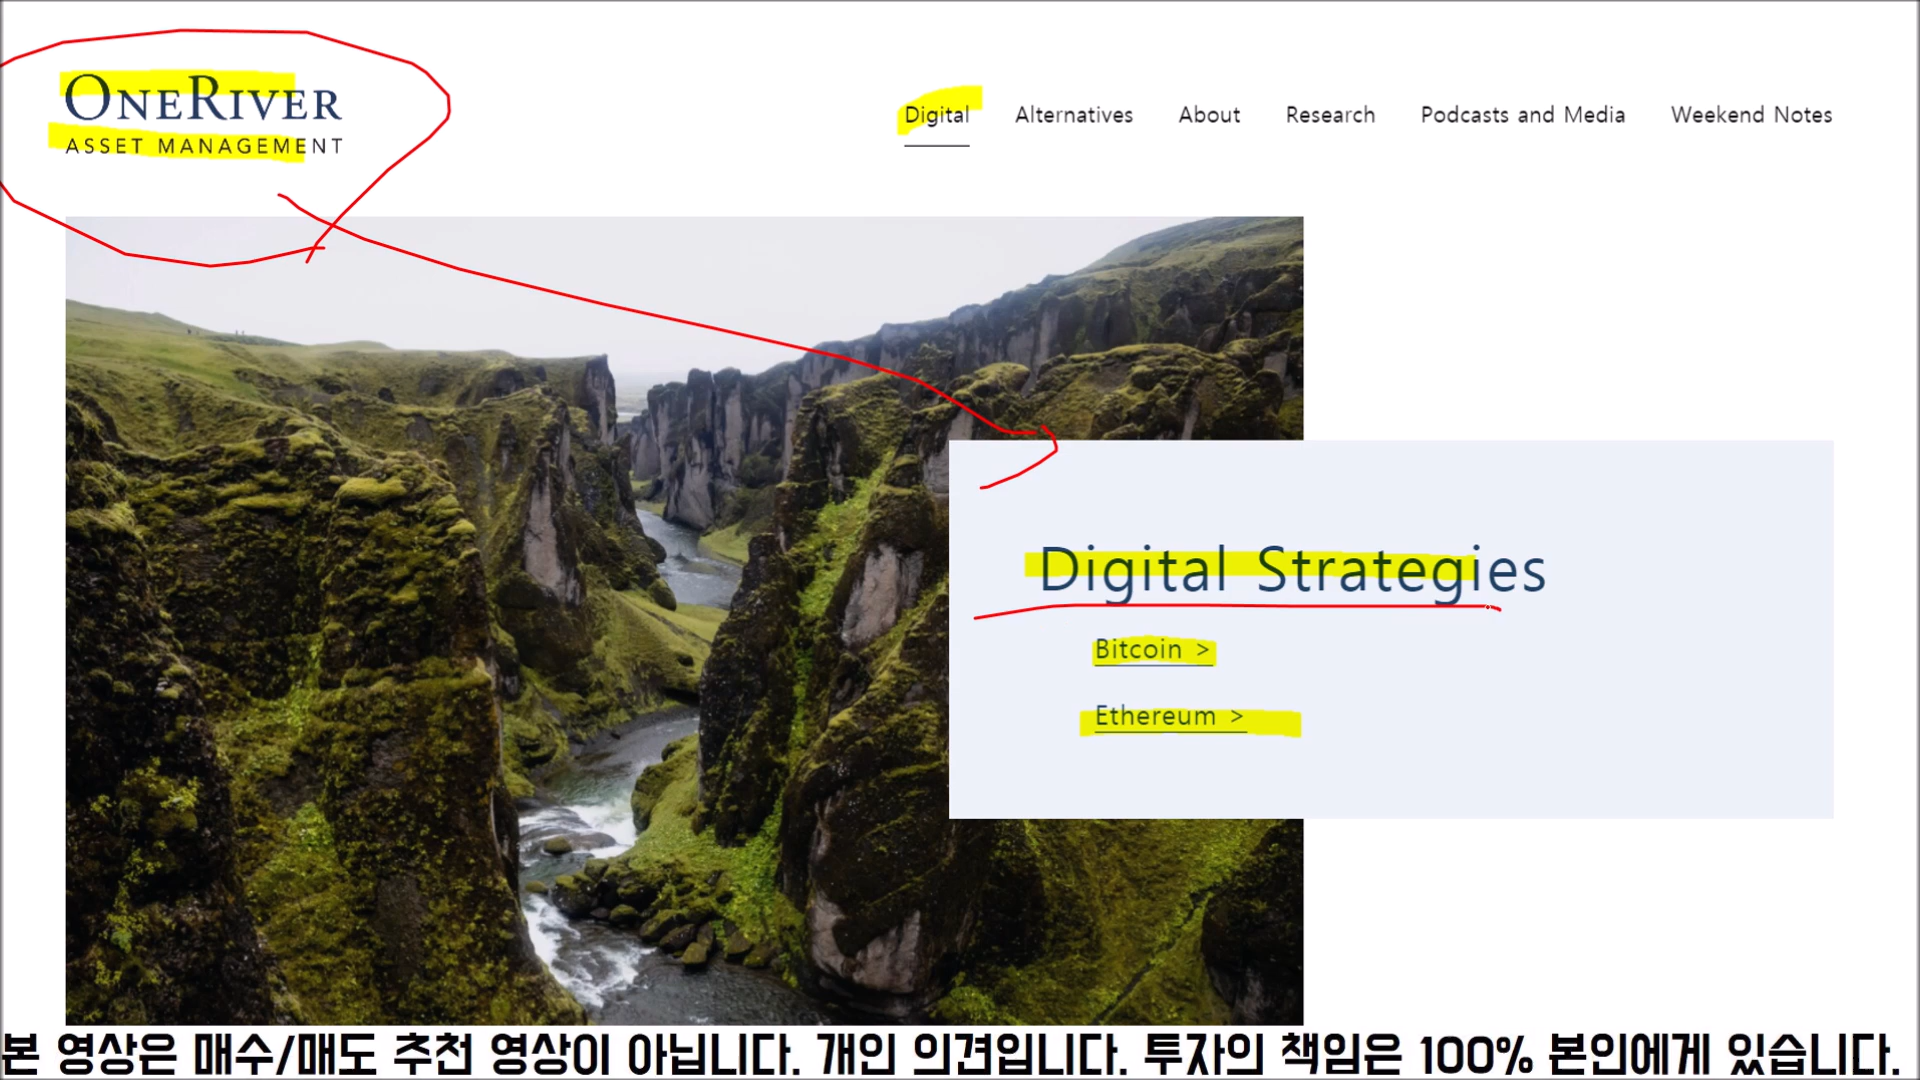 ONERIVER
ASSET MANAGEMENT
Digital Alternatives About Research Podcasts and Media Weekend Notes
Digital Strategies
Bitcoin >
Ethereum >
본 영상은 매수/매도 추천 영상이 아닙니다. 개인 의견입니다. 투자의 책임은 100% 본인에게 있습니다.